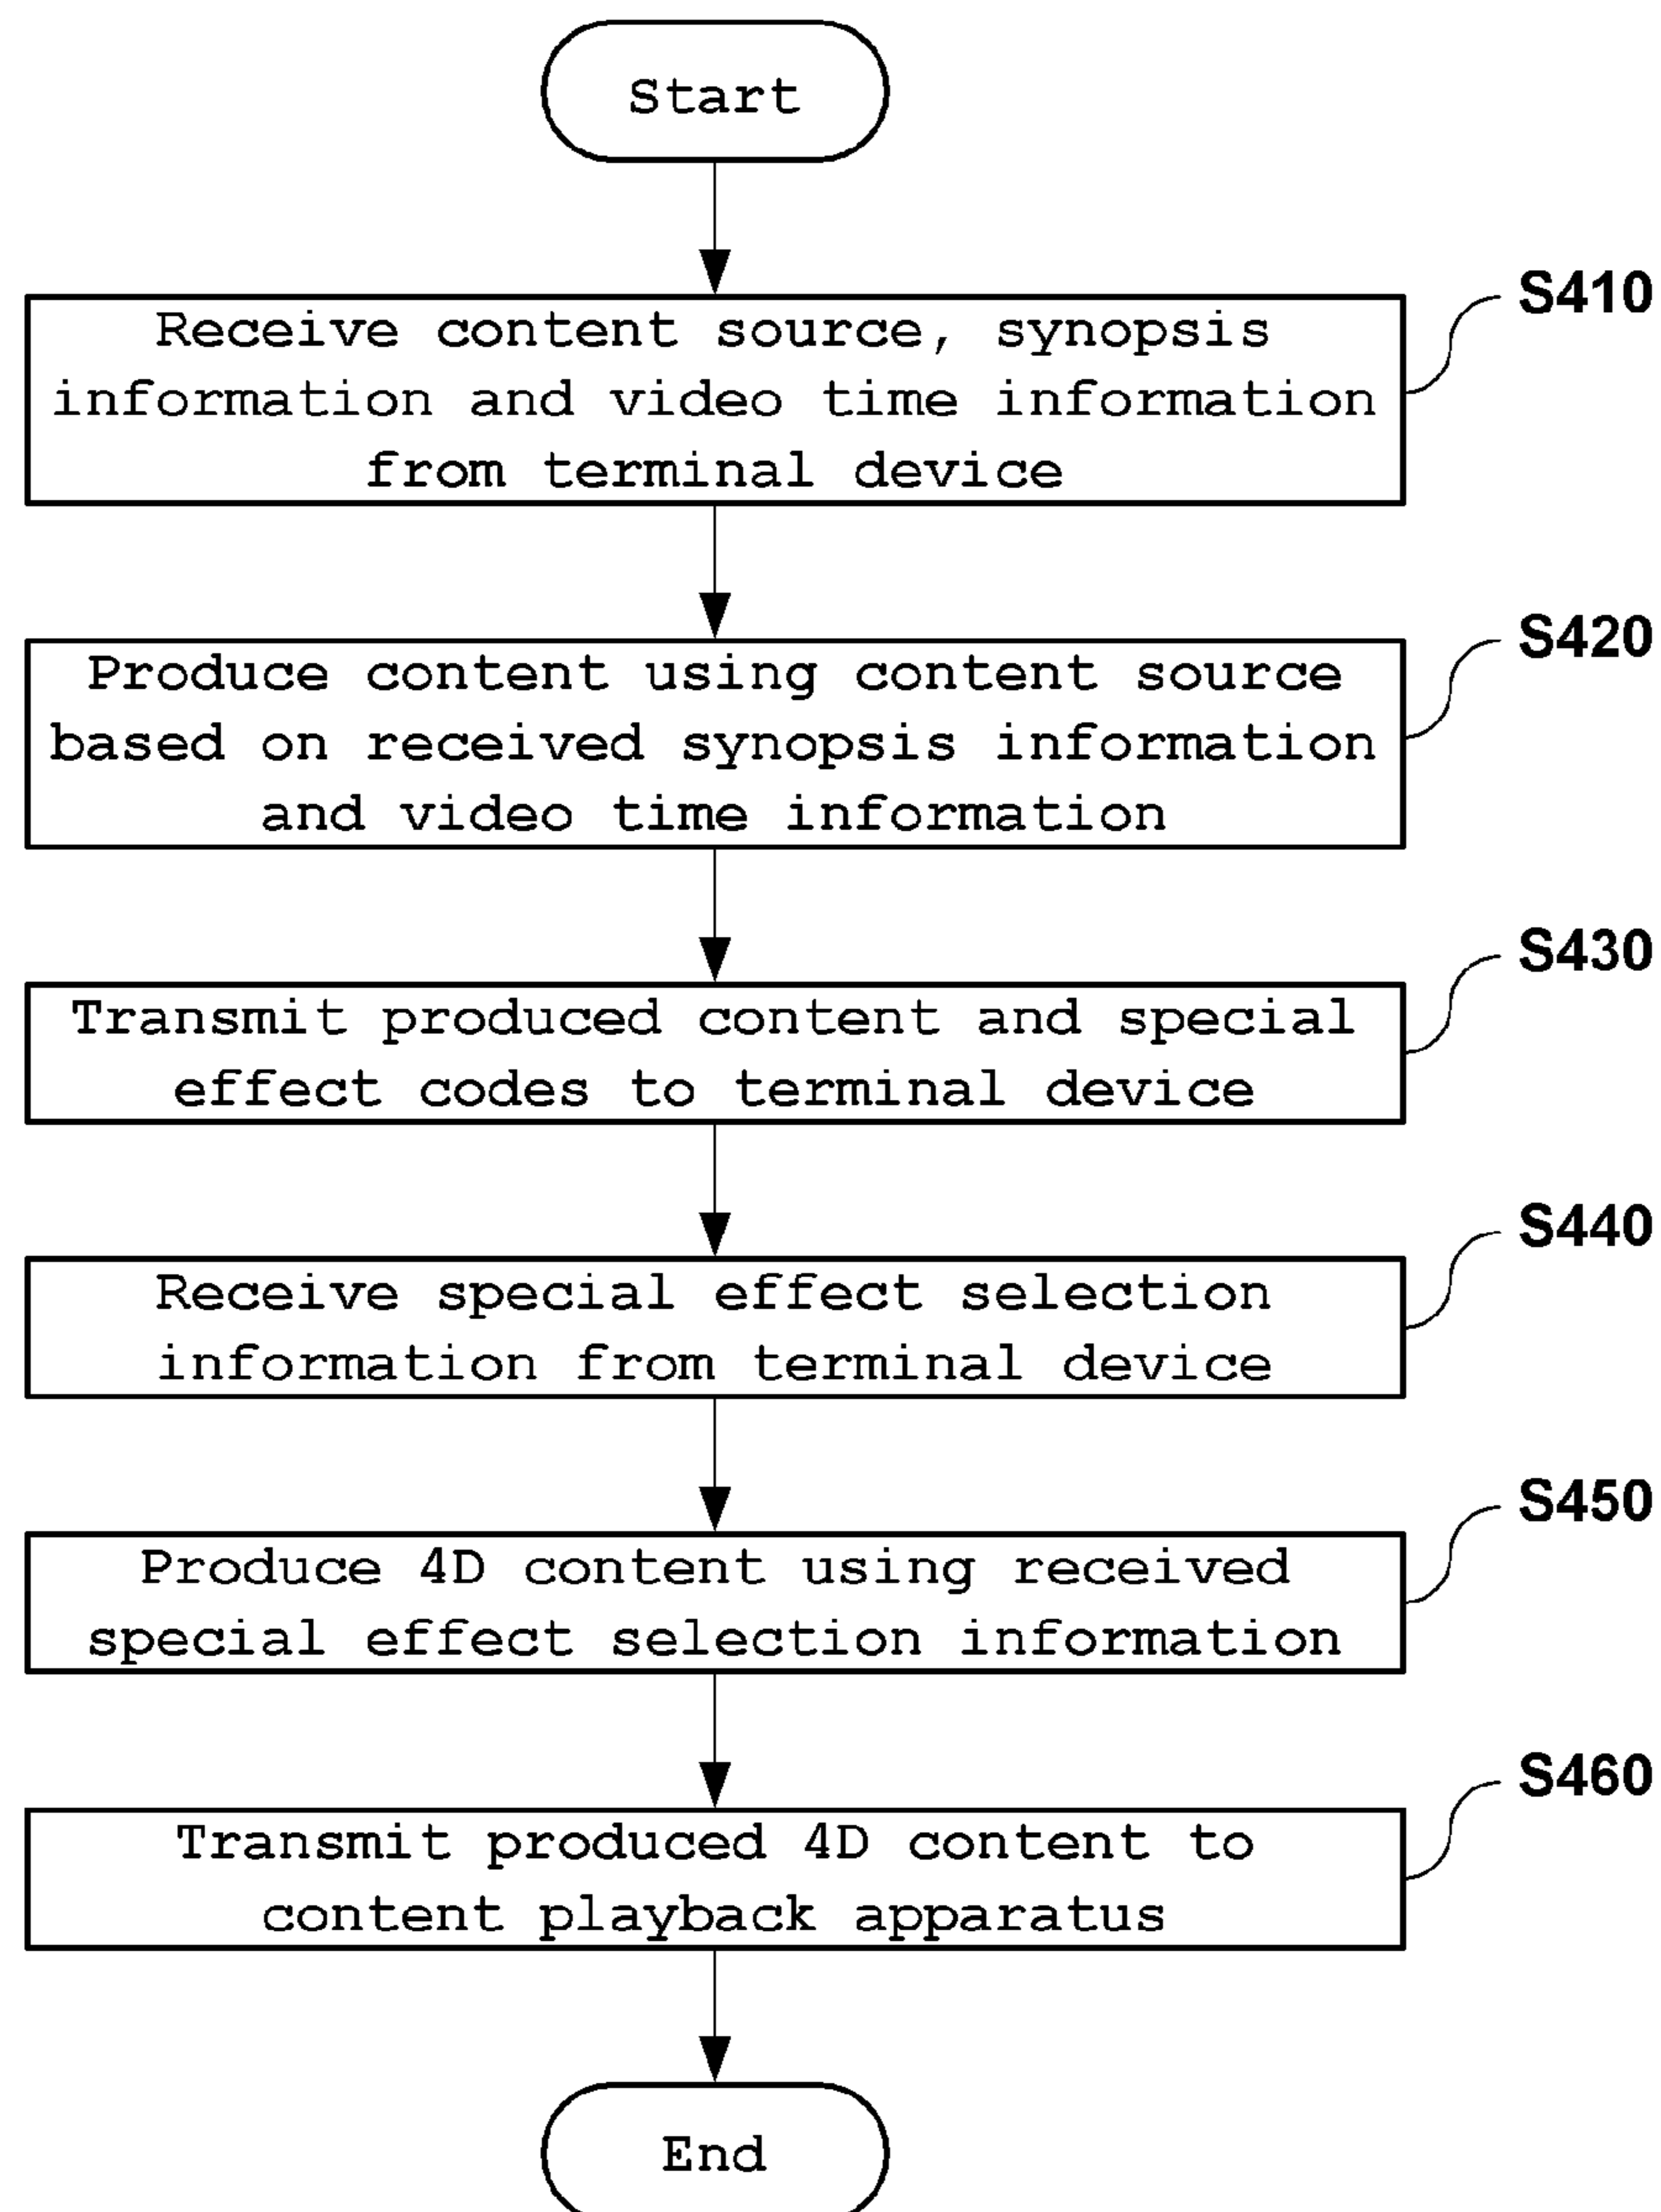 Start
S410
Receive content source, synopsis
information and video time information
from terminal device
S420
Produce content using content source
based on received synopsis information
and video time information
S430
Transmit produced content and special
effect codes to terminal device
S440
Receive special effect selection
information from terminal device
S450
Produce 4D content using received
special effect selection information
S460
Transmit produced 4D content to
content playback apparatus
End